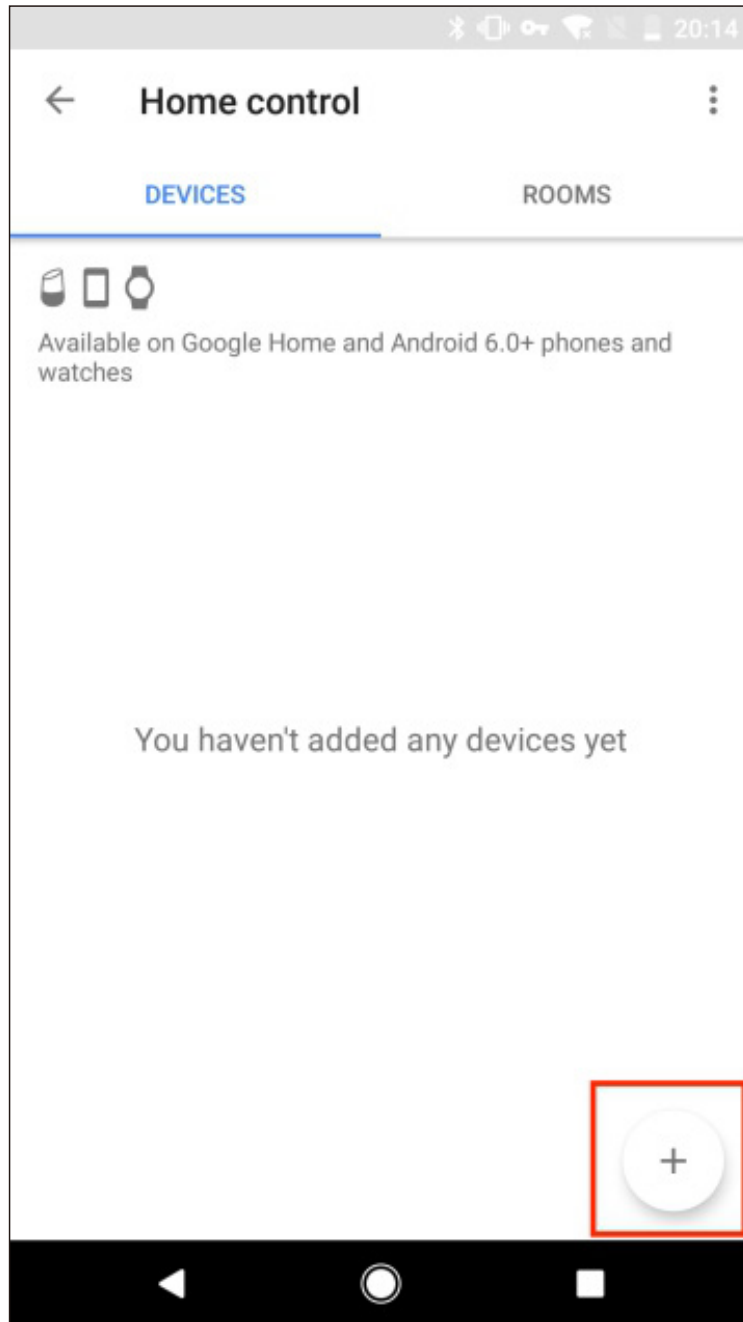 20:14
Home control
DEVICES
ROOMS
Available on Google Home and Android 6.0+ phones and
watches
You haven't added any devices yet
+